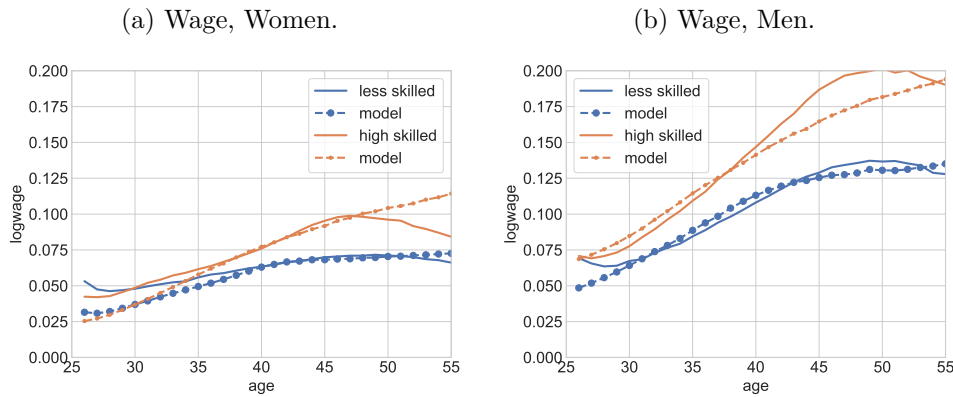 (a) Wage, Women.
0.200
0.175
0.150
0.125
0.100
0.075
0.050
0.025
0.000
logwage
25 30 35 40 45 50 55
age
less skilled
model
high skilled
model
(b) Wage, Men.
0.200
0.175
0.150
0.125
0.100
0.075
0.050
0.025
0.000
logwage
25 30 35 40 45 50 55
age
less skilled
model
high skilled
model